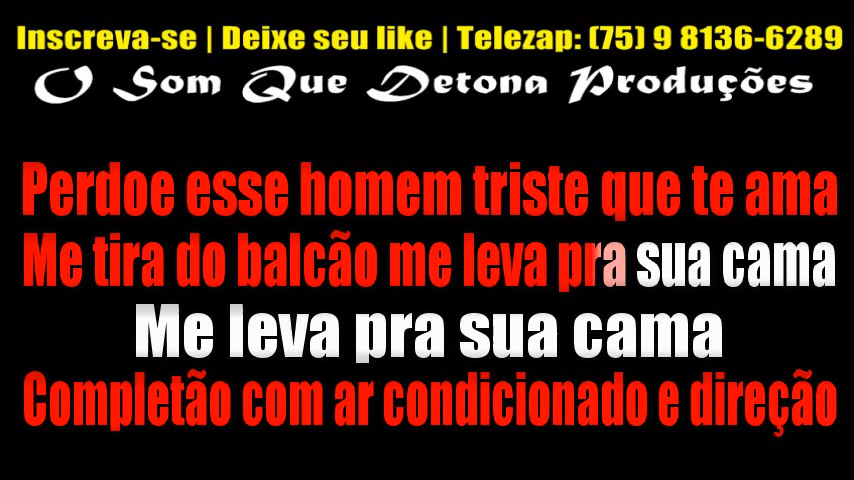 Inscreva-se | Deixe seu like | Telezap: (75) 9 8136-6289
O Som Que Detona Produções
Perdoe esse homem triste que te ama
Me tira do balcão me leva pra sua cama
Me leva pra sua cama
Completão com ar condicionado e direção